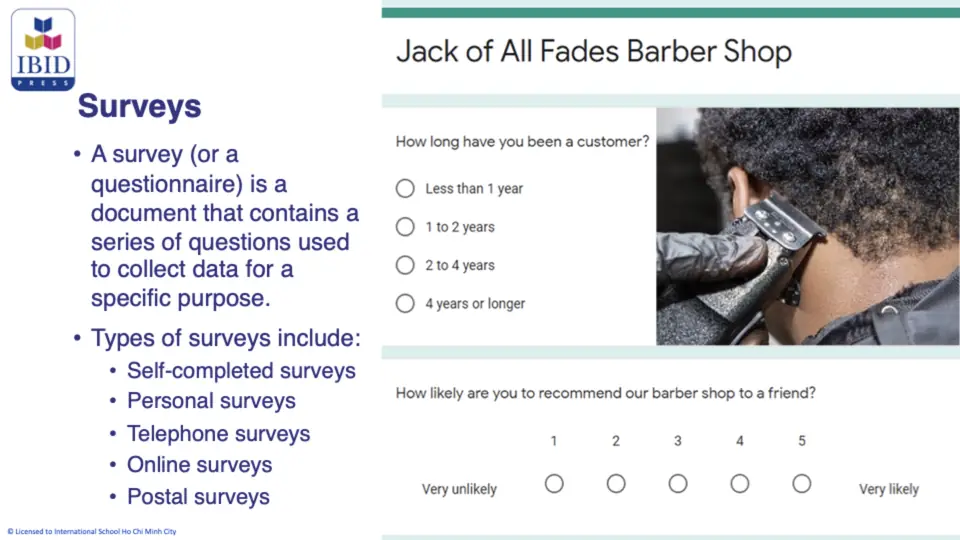 IBID
PRESS
Surveys
• A survey (or a
questionnaire) is a
document that contains a
series of questions used
to collect data for a
specific purpose.
• Types of surveys include:
• Self-completed surveys
• Personal surveys
• Telephone surveys
• Online surveys
• Postal surveys
© Licensed to International School Ho Chi Minh City
Jack of All Fades Barber Shop
How long have you been a customer?
Less than 1 year
1 to 2 years
2 to 4 years
4 years or longer
How likely are you to recommend our barber shop to a friend?
1 2 3 4 5
Very unlikely Very likely